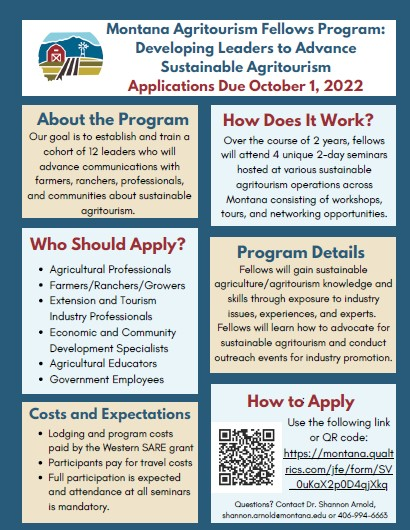 Montana Agritourism Fellows Program:
Developing Leaders to Advance
Sustainable Agritourism
Applications Due October 1, 2022
About the Program
Our goal is to establish and train a
cohort of 12 leaders who will
advance communications with
farmers, ranchers, professionals,
and communities about sustainable
agritourism.
How Does It Work?
Over the course of 2 years, fellows
will attend 4 unique 2-day seminars
hosted at various sustainable
agritourism operations across
Montana consisting of workshops,
tours, and networking opportunities.
Who Should Apply?
• Agricultural Professionals
• Farmers/Ranchers/Growers
• Extension and Tourism
Industry Professionals
• Economic and Community
Development Specialists
• Agricultural Educators
• Government Employees
Program Details
Fellows will gain sustainable
agriculture/agritourism knowledge and
skills through exposure to industry
issues, experiences, and experts.
Fellows will learn how to advocate for
sustainable agritourism and conduct
outreach events for industry promotion.
Costs and Expectations
• Lodging and program costs
paid by the Western SARE grant
• Participants pay for travel costs
• Full participation is expected
and attendance at all seminars
is mandatory.
How to Apply
Use the following link
or QR code:
https://montana.qualt
rics.com/jfe/form/SV
_0uKaX2p0D4qjXkq
Questions? Contact Dr. Shannon Arnold,
shannon.arnold@montana.edu or 406-994-6663